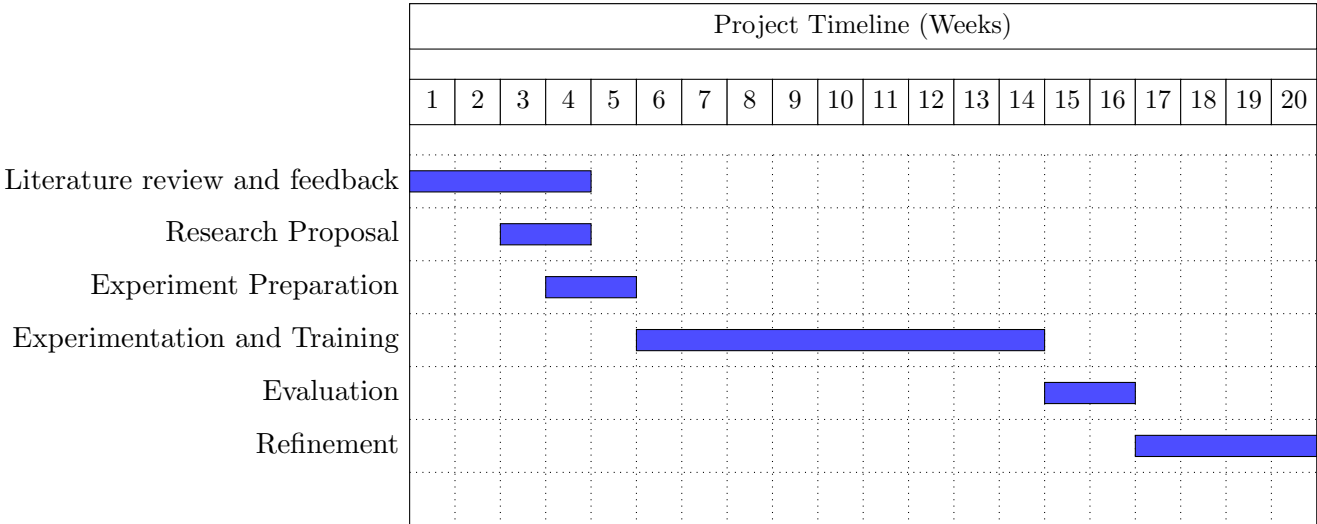 Project Timeline (Weeks)
1 2 3 4 5 6 7 8 9 10 11 12 13 14 15 16 17 18 19 20
Literature review and feedback
Research Proposal
Experiment Preparation
Experimentation and Training
Evaluation
Refinement